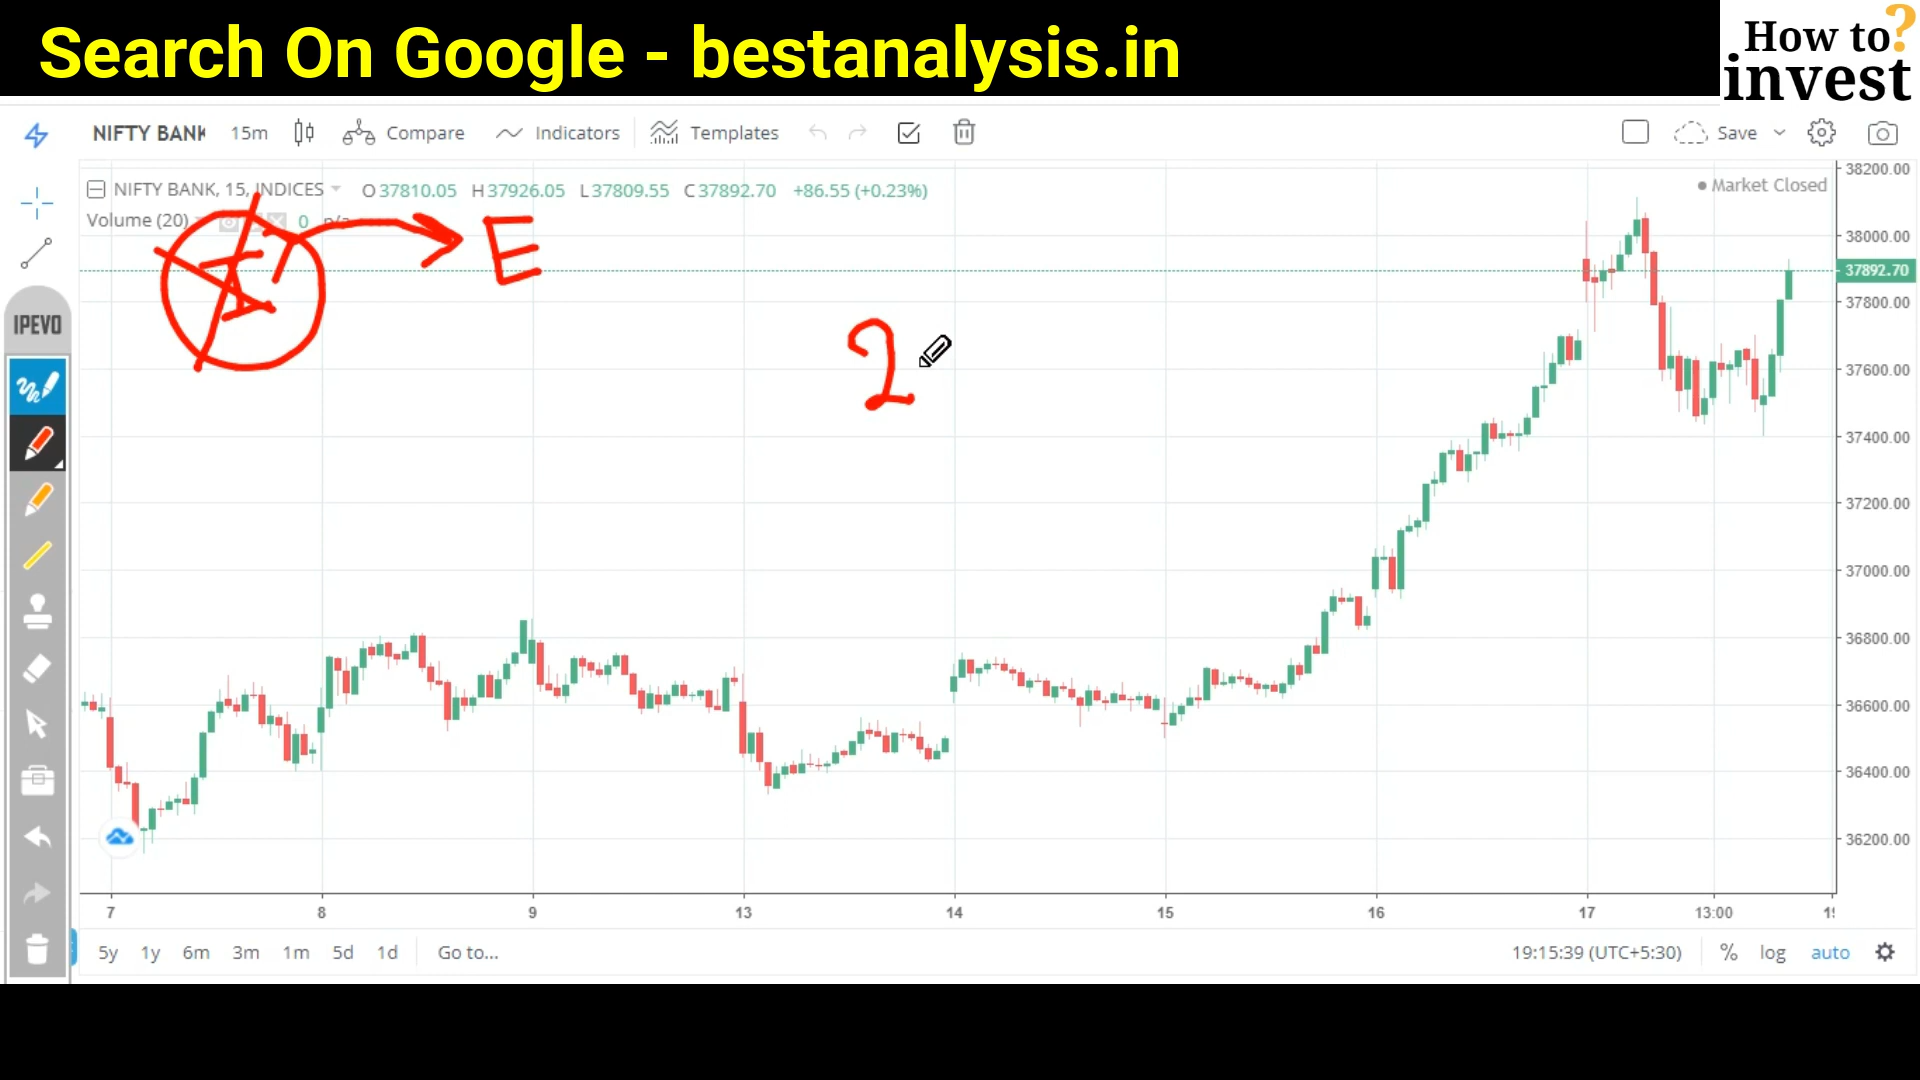 Search On Google - bestanalysis.in
How to?
invest
NIFTY BANK 15m Compare Indicators Templates Save
NIFTY BANK, 15, INDICES O37810.05 H37926.05 L37809.55 C37892.70 +86.55 (+0.23%)
Market Closed
Volume (20) 0 n/a
E
I
2
IPEVO
38200.00
38000.00
37892.70
37800.00
37600.00
37400.00
37200.00
37000.00
36800.00
36600.00
36400.00
36200.00
7 8 9 13 14 15 16 17 13:00
5y 1y 6m 3m 1m 5d 1d Go to... 19:15:39 (UTC+5:30) % log auto